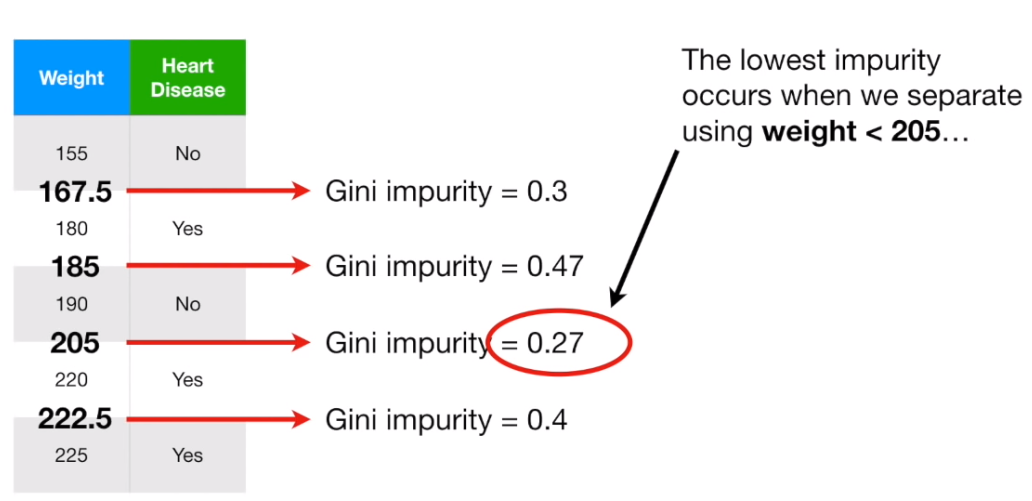 Weight
Heart
Disease
The lowest impurity
occurs when we separate
using weight < 205...
155 No
167.5 Gini impurity = 0.3
180 Yes
185 Gini impurity = 0.47
190 No
205 Gini impurity = 0.27
220 Yes
222.5 Gini impurity = 0.4
225 Yes